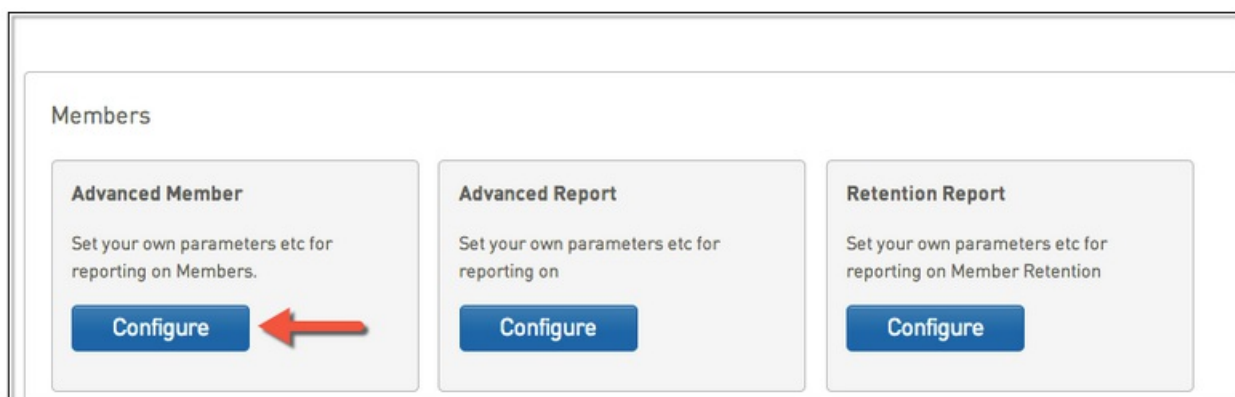 Members
Advanced Member
Set your own parameters etc for
reporting on Members.
Configure
Advanced Report
Set your own parameters etc for
reporting on
Configure
Retention Report
Set your own parameters etc for
reporting on Member Retention
Configure